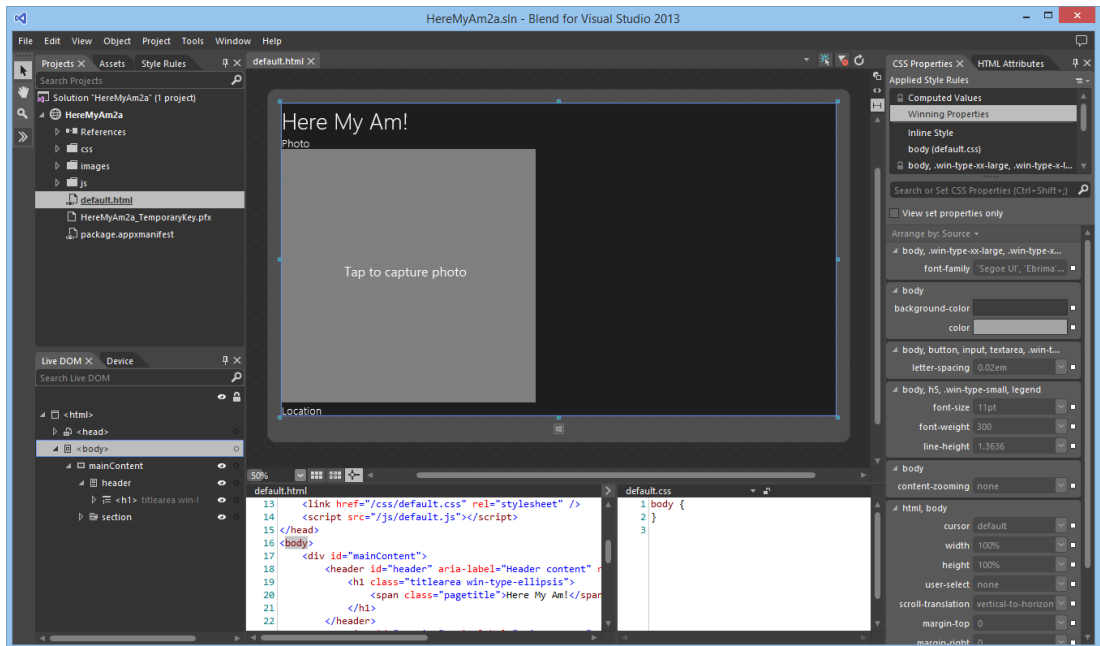 HereMyAm2a.sln - Blend for Visual Studio 2013
File Edit View Object Project Tools Window Help
Projects Assets Style Rules
Search Projects
Solution "HereMyAm2a" (1 project)
HereMyAm2a
References
css
images
js
default.html
HereMyAm2a_TemporaryKey.pfx
package.appxmanifest
Live DOM Device
Search Live DOM
<html>
<head>
<body>
mainContent
header
<h1> titlearea win-l
section
default.html
Here My Am!
Photo
Tap to capture photo
Location
50%
default.html
13 <link href="/css/default.css" rel="stylesheet" />
14 <script src="/js/default.js"></script>
15 </head>
16 <body>
17 <div id="mainContent">
18 <header id="header" aria-label="Header content" r
19 <h1 class="titlearea win-type-ellipsis">
20 <span class="pagetitle">Here My Am!</span
21 </h1>
22 </header>
default.css
1 body {
2 }
3
CSS Properties HTML Attributes
Applied Style Rules
Computed Values
Winning Properties
Inline Style
body (default.css)
body, .win-type-xx-large, .win-type-x-l...
Search or Set CSS Properties (Ctrl+Shift+;)
View set properties only
Arrange by: Source
body, .win-type-xx-large, .win-type-x...
font-family 'Segoe UI', 'Ebrima'...
body
background-color
color
body, button, input, textarea, .win-t...
letter-spacing 0.02em
body, h5, .win-type-small, legend
font-size 11pt
font-weight 300
line-height 1.3636
body
content-zooming none
html, body
cursor default
width 100%
height 100%
user-select none
scroll-translation vertical-to-horizon
margin-top 0
margin-right 0